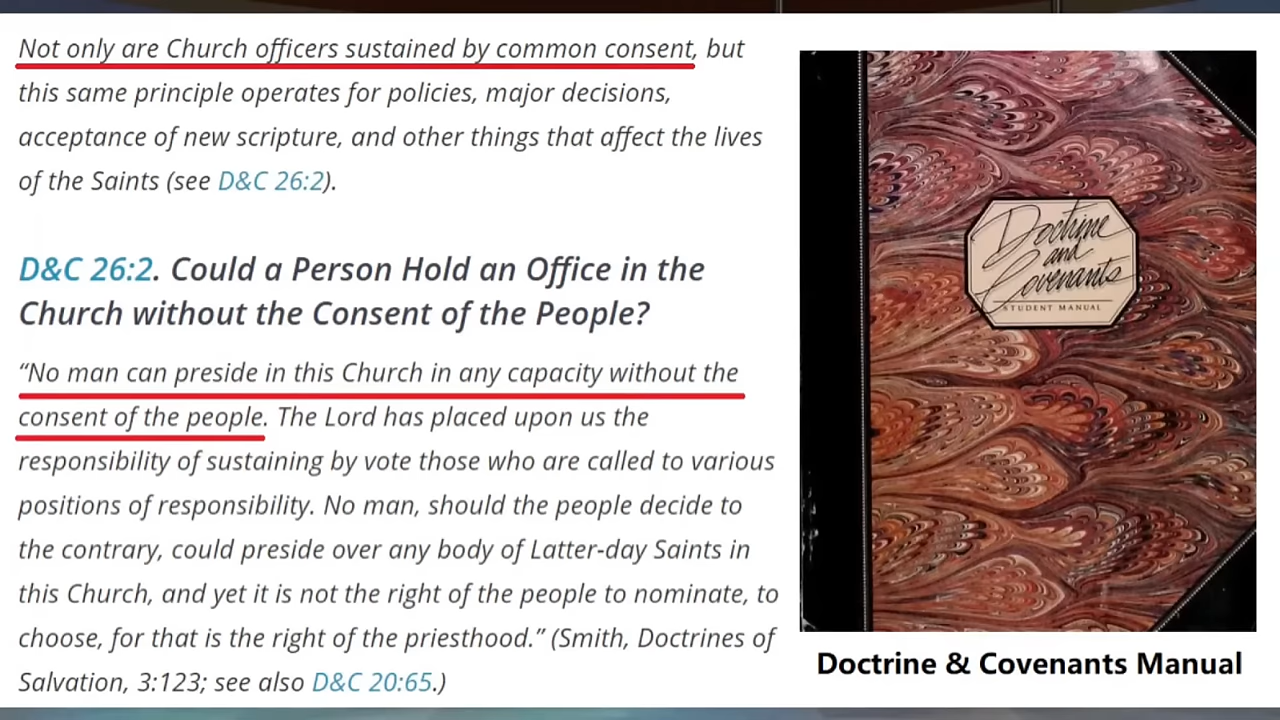 Not only are Church officers sustained by common consent, but
this same principle operates for policies, major decisions,
acceptance of new scripture, and other things that affect the lives
of the Saints (see D&C 26:2).
D&C 26:2. Could a Person Hold an Office in the
Church without the Consent of the People?
“No man can preside in this Church in any capacity without the
consent of the people. The Lord has placed upon us the
responsibility of sustaining by vote those who are called to various
positions of responsibility. No man, should the people decide to
the contrary, could preside over any body of Latter-day Saints in
this Church, and yet it is not the right of the people to nominate, to
choose, for that is the right of the priesthood.” (Smith, Doctrines of
Salvation, 3:123; see also D&C 20:65.)
Doctrine
and
Covenants
STUDENT MANUAL
Doctrine & Covenants Manual